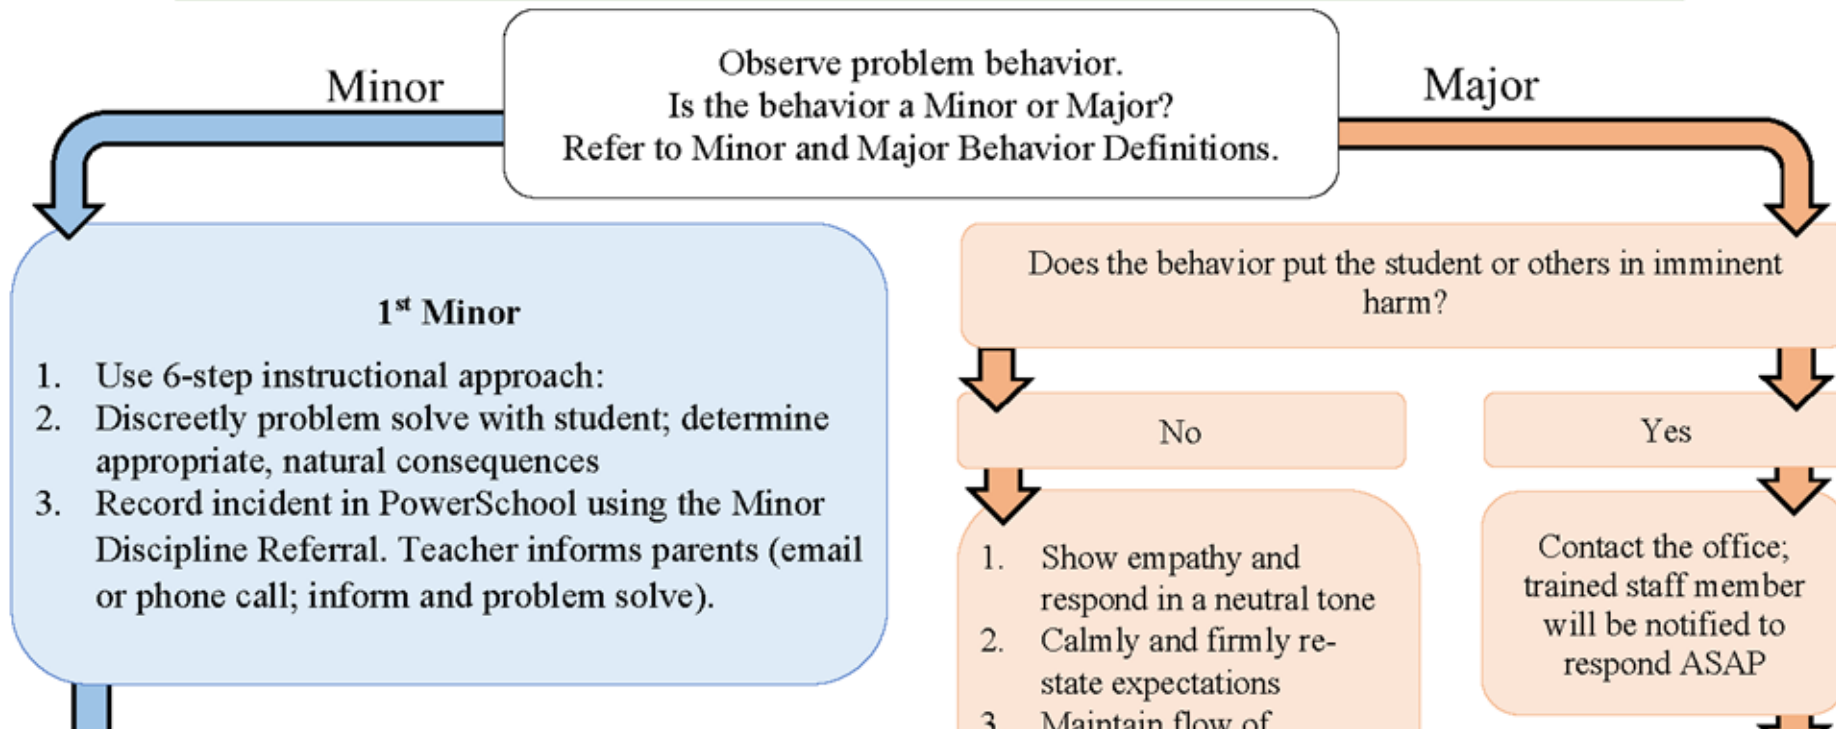 Observe problem behavior.
Is the behavior a Minor or Major?
Refer to Minor and Major Behavior Definitions.
Minor
Major
1st Minor
1. Use 6-step instructional approach:
2. Discreetly problem solve with student; determine
appropriate, natural consequences
3. Record incident in PowerSchool using the Minor
Discipline Referral. Teacher informs parents (email
or phone call; inform and problem solve).
Does the behavior put the student or others in imminent
harm?
No
Yes
1. Show empathy and
respond in a neutral tone
2. Calmly and firmly re-
state expectations
3. Maintain flow of
Contact the office;
trained staff member
will be notified to
respond ASAP